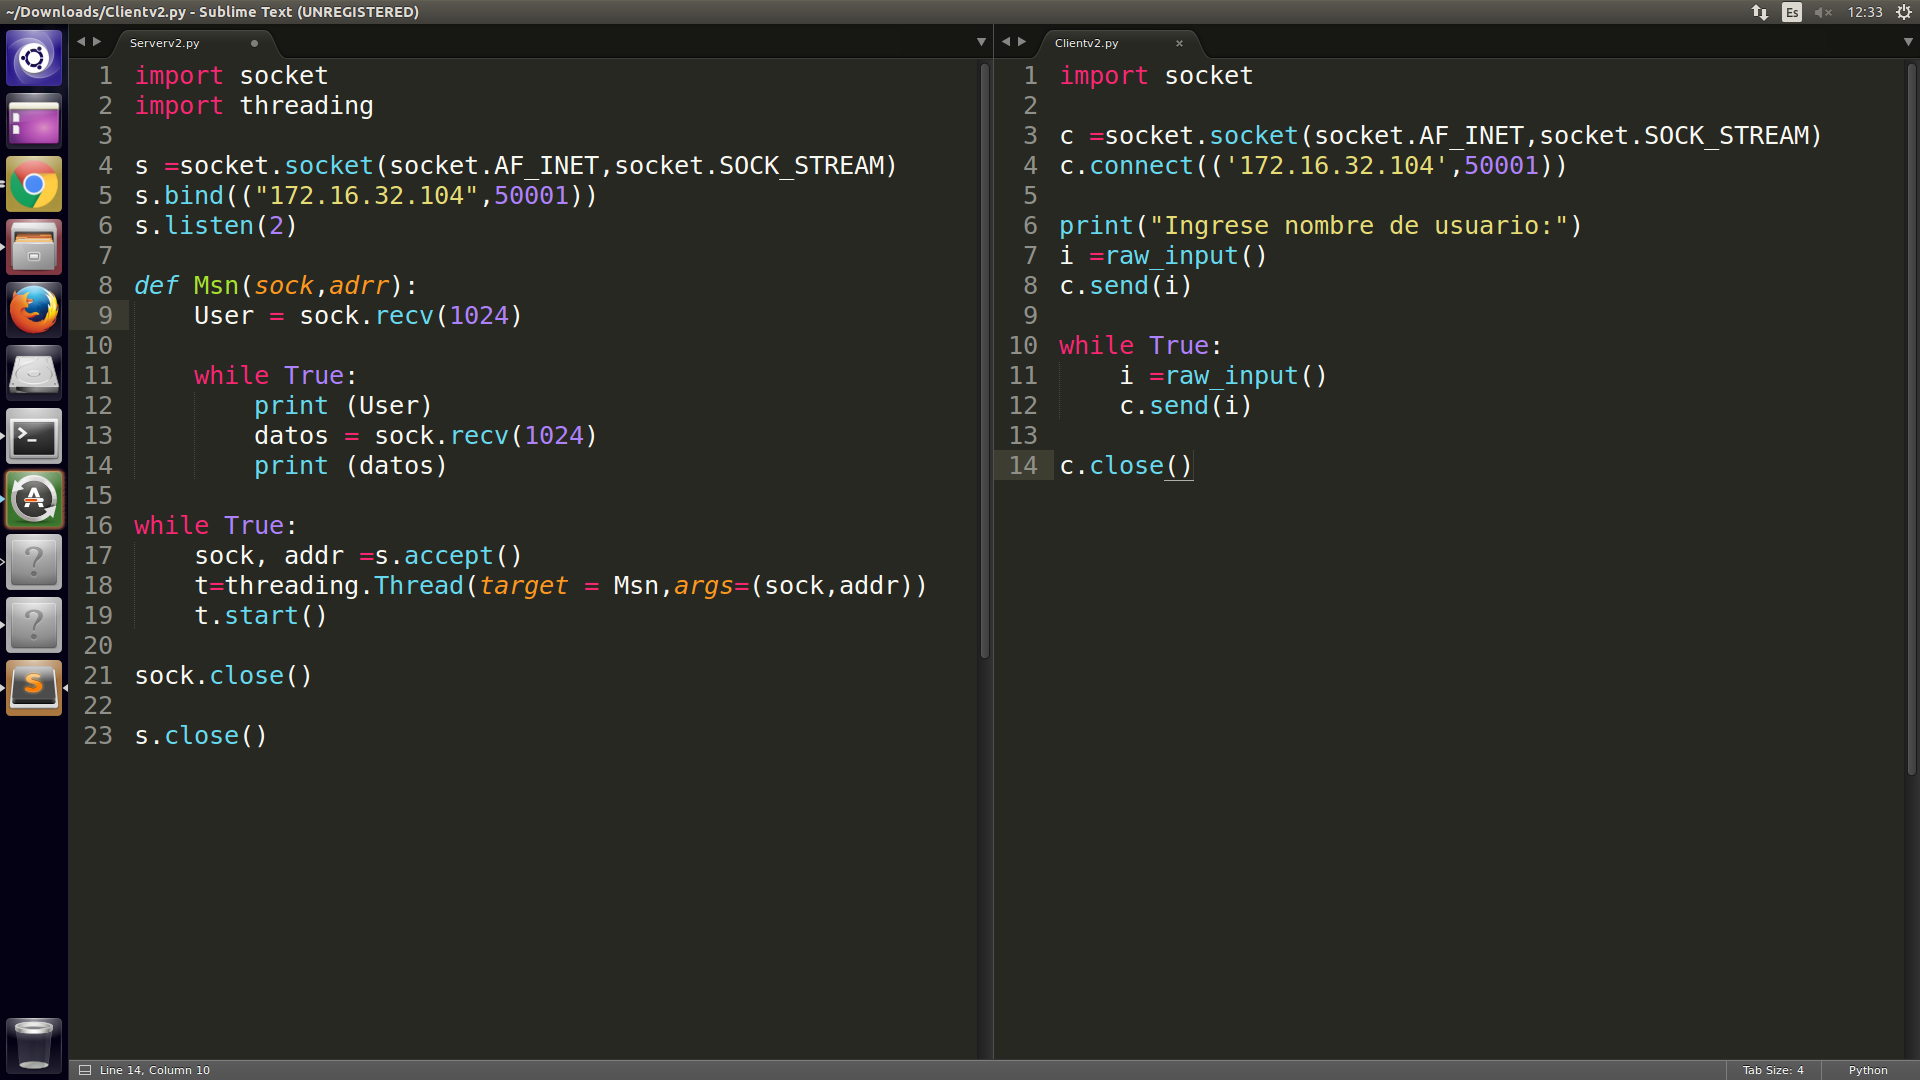 ~/Downloads/Clientv2.py - Sublime Text (UNREGISTERED)
Es
12:33
Serverv2.py
1 import socket
2 import threading
3
4 s =socket.socket(socket.AF_INET,socket.SOCK_STREAM)
5 s.bind(("172.16.32.104",50001))
6 s.listen(2)
7
8 def Msn(sock,adrr):
9     User = sock.recv(1024)
10
11     while True:
12         print (User)
13         datos = sock.recv(1024)
14         print (datos)
15
16 while True:
17     sock, addr =s.accept()
18     t=threading.Thread(target = Msn,args=(sock,addr))
19     t.start()
20
21 sock.close()
22
23 s.close()
Clientv2.py
1 import socket
2
3 c =socket.socket(socket.AF_INET,socket.SOCK_STREAM)
4 c.connect(('172.16.32.104',50001))
5
6 print("Ingrese nombre de usuario:")
7 i =raw_input()
8 c.send(i)
9
10 while True:
11     i =raw_input()
12     c.send(i)
13
14 c.close()
Line 14, Column 10
Tab Size: 4
Python